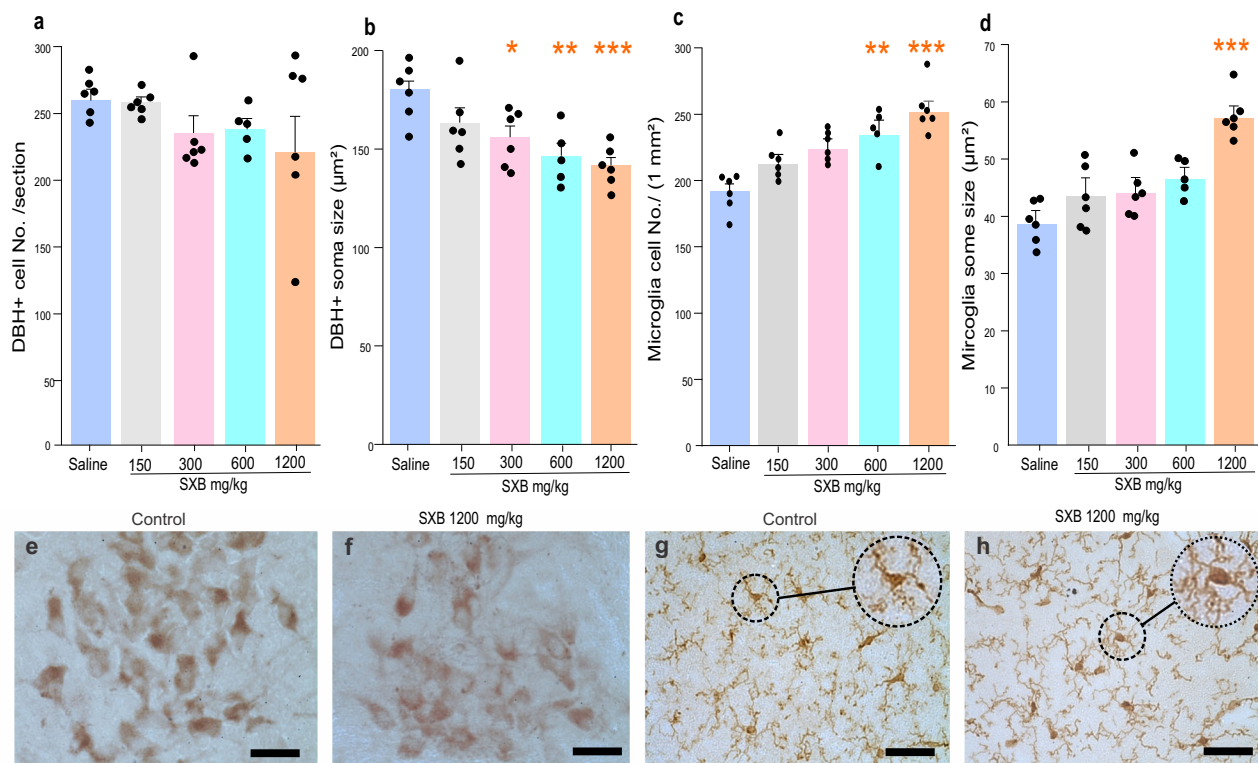 a
DBH+ cell No. /section
300
250
200
250
300
50
0
Saline
150
300
600
1200
SXB mg/kg
b
DBH+ soma size (µm²)
200
150
100
50
0
*
**
***
Saline
150
300
600
1200
SXB mg/kg
c
Microglia cell No./ (1 mm²)
300
250
200
150
100
50
0
**
***
Saline
150
300
600
1200
SXB mg/kg
d
Mircoglia some size (µm²)
70
60
50
40
30
20
10
0
***
Saline
150
300
600
1200
SXB mg/kg
Control
e
SXB 1200 mg/kg
f
Control
g
SXB 1200 mg/kg
h